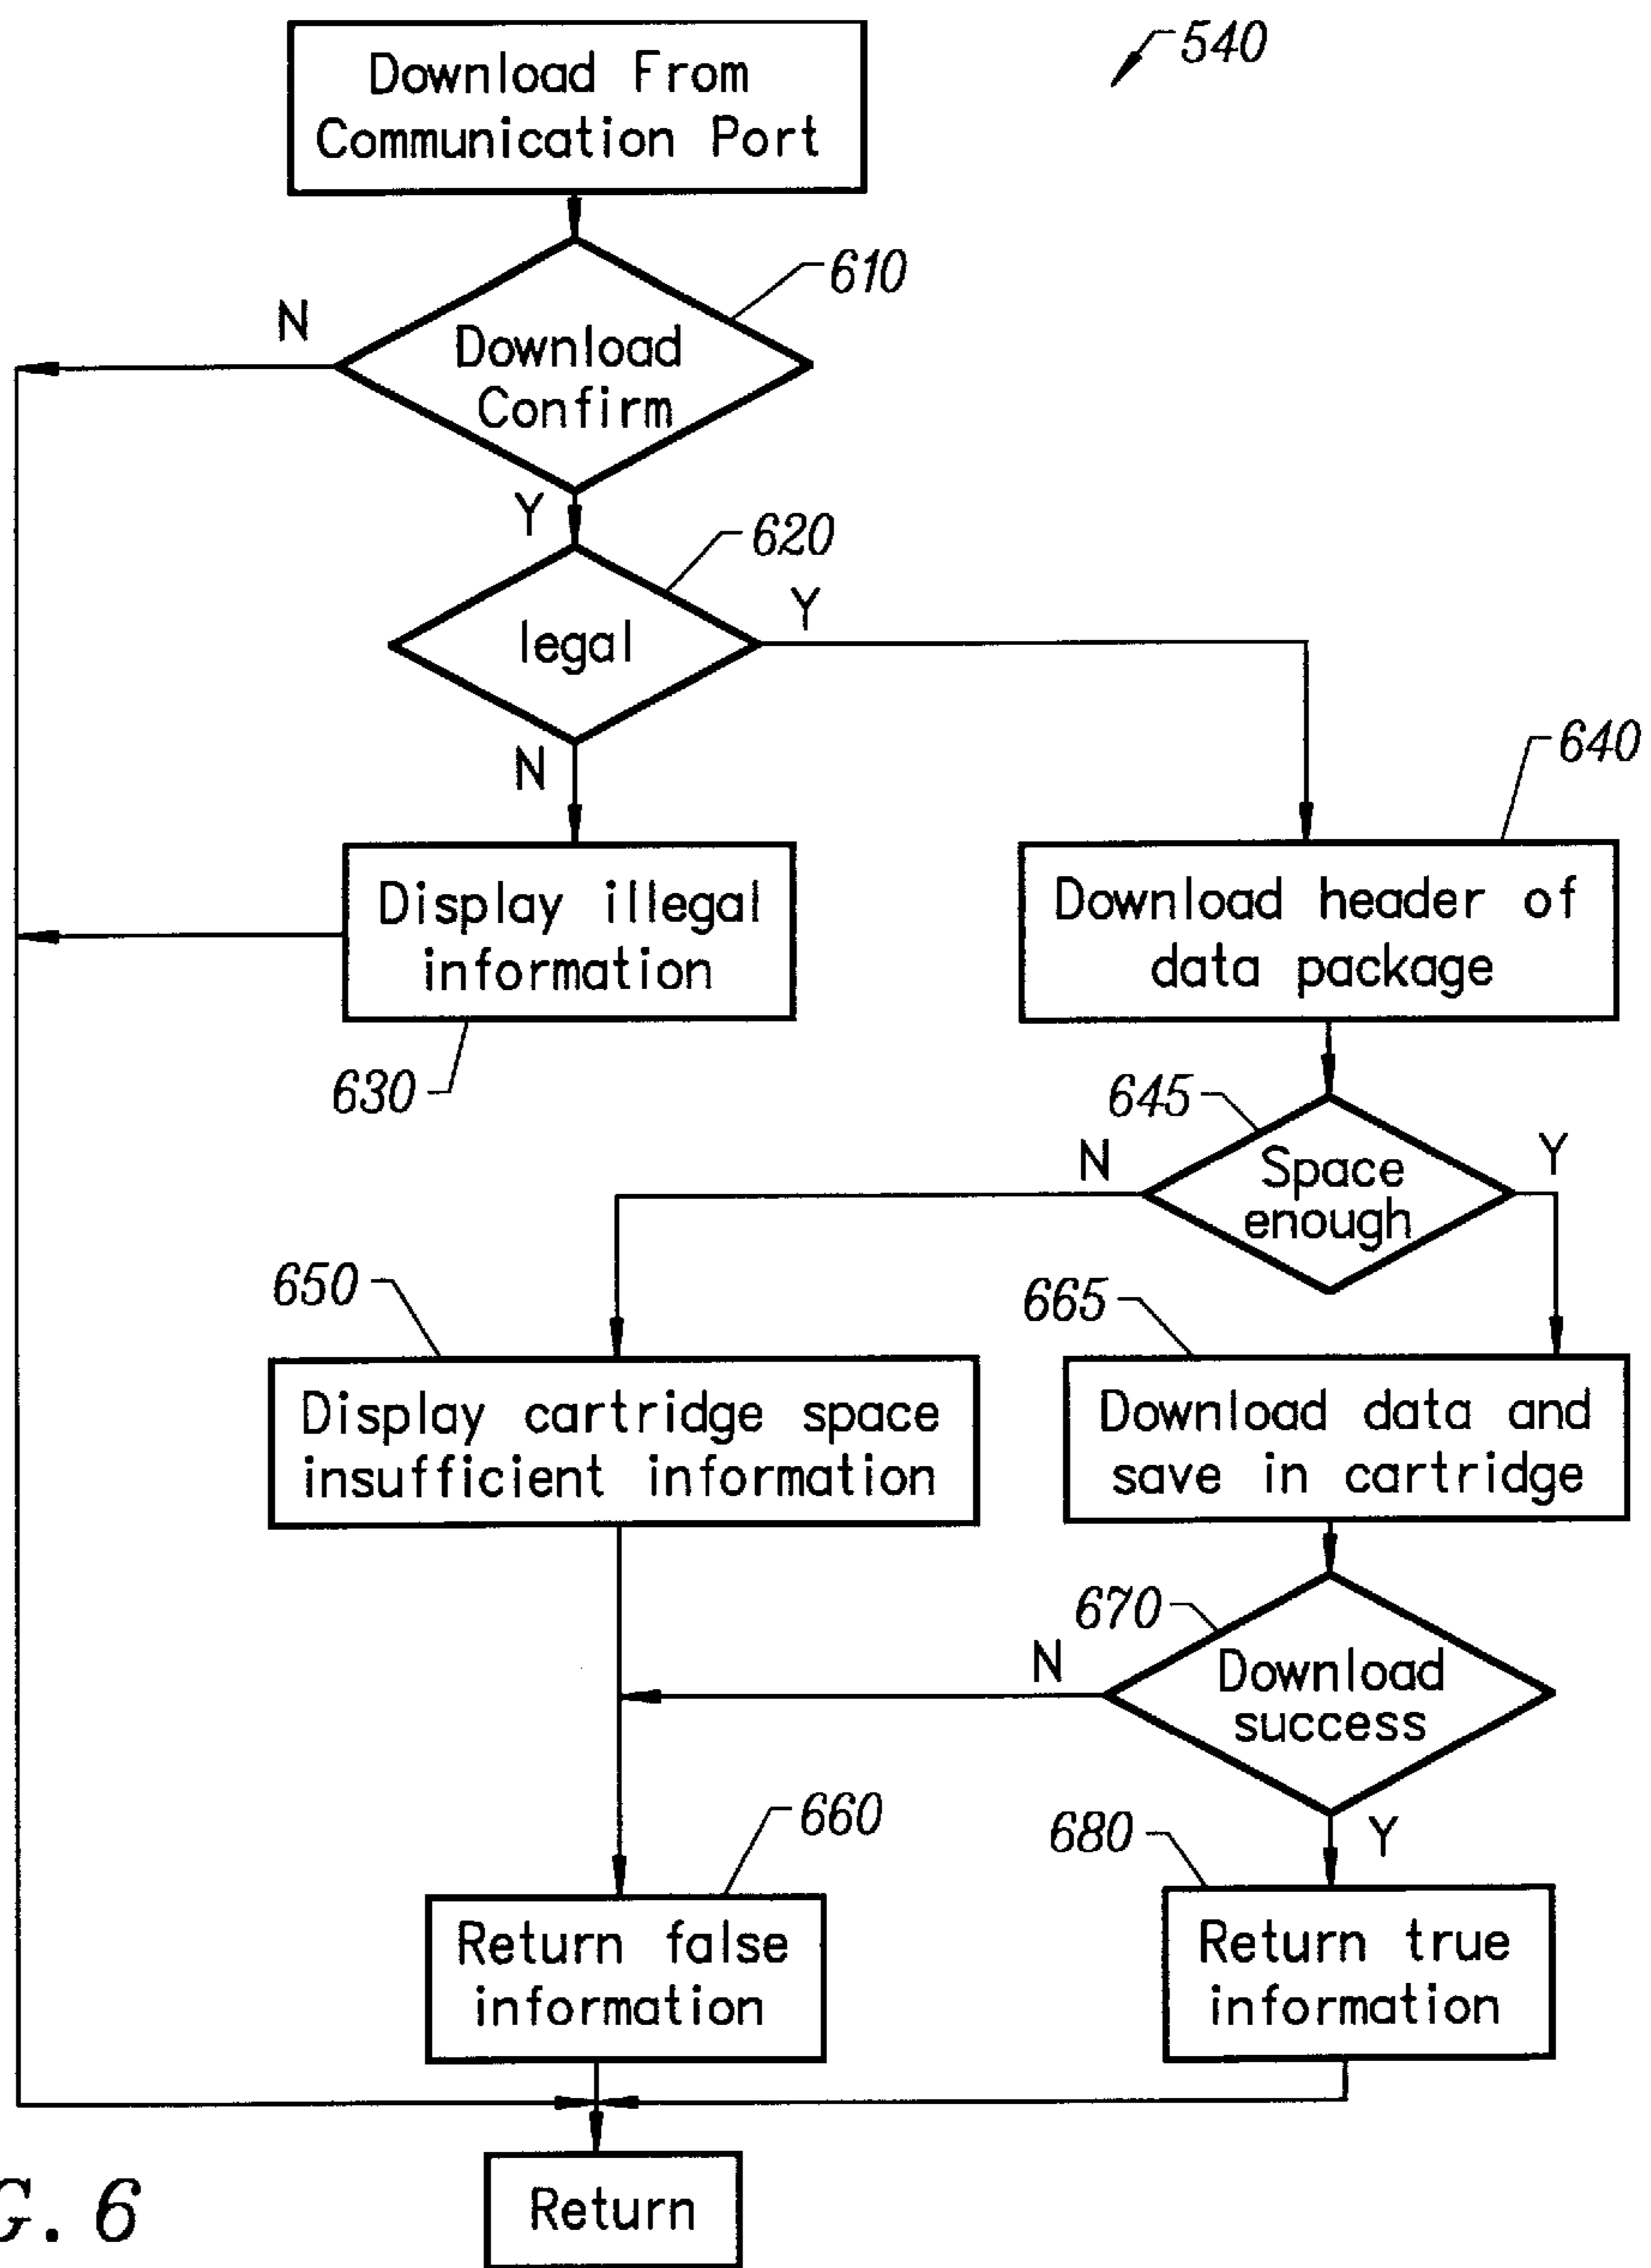 540
Download From
Communication Port
610
N
Download
Confirm
Y
620
Y
legal
N
640
Display illegal
information
Download header of
data package
630
645
N
Y
Space
enough
650
665
Display cartridge space
insufficient information
Download data and
save in cartridge
670
N
Download
success
660
680
Y
Return false
information
Return true
information
Return
G. 6